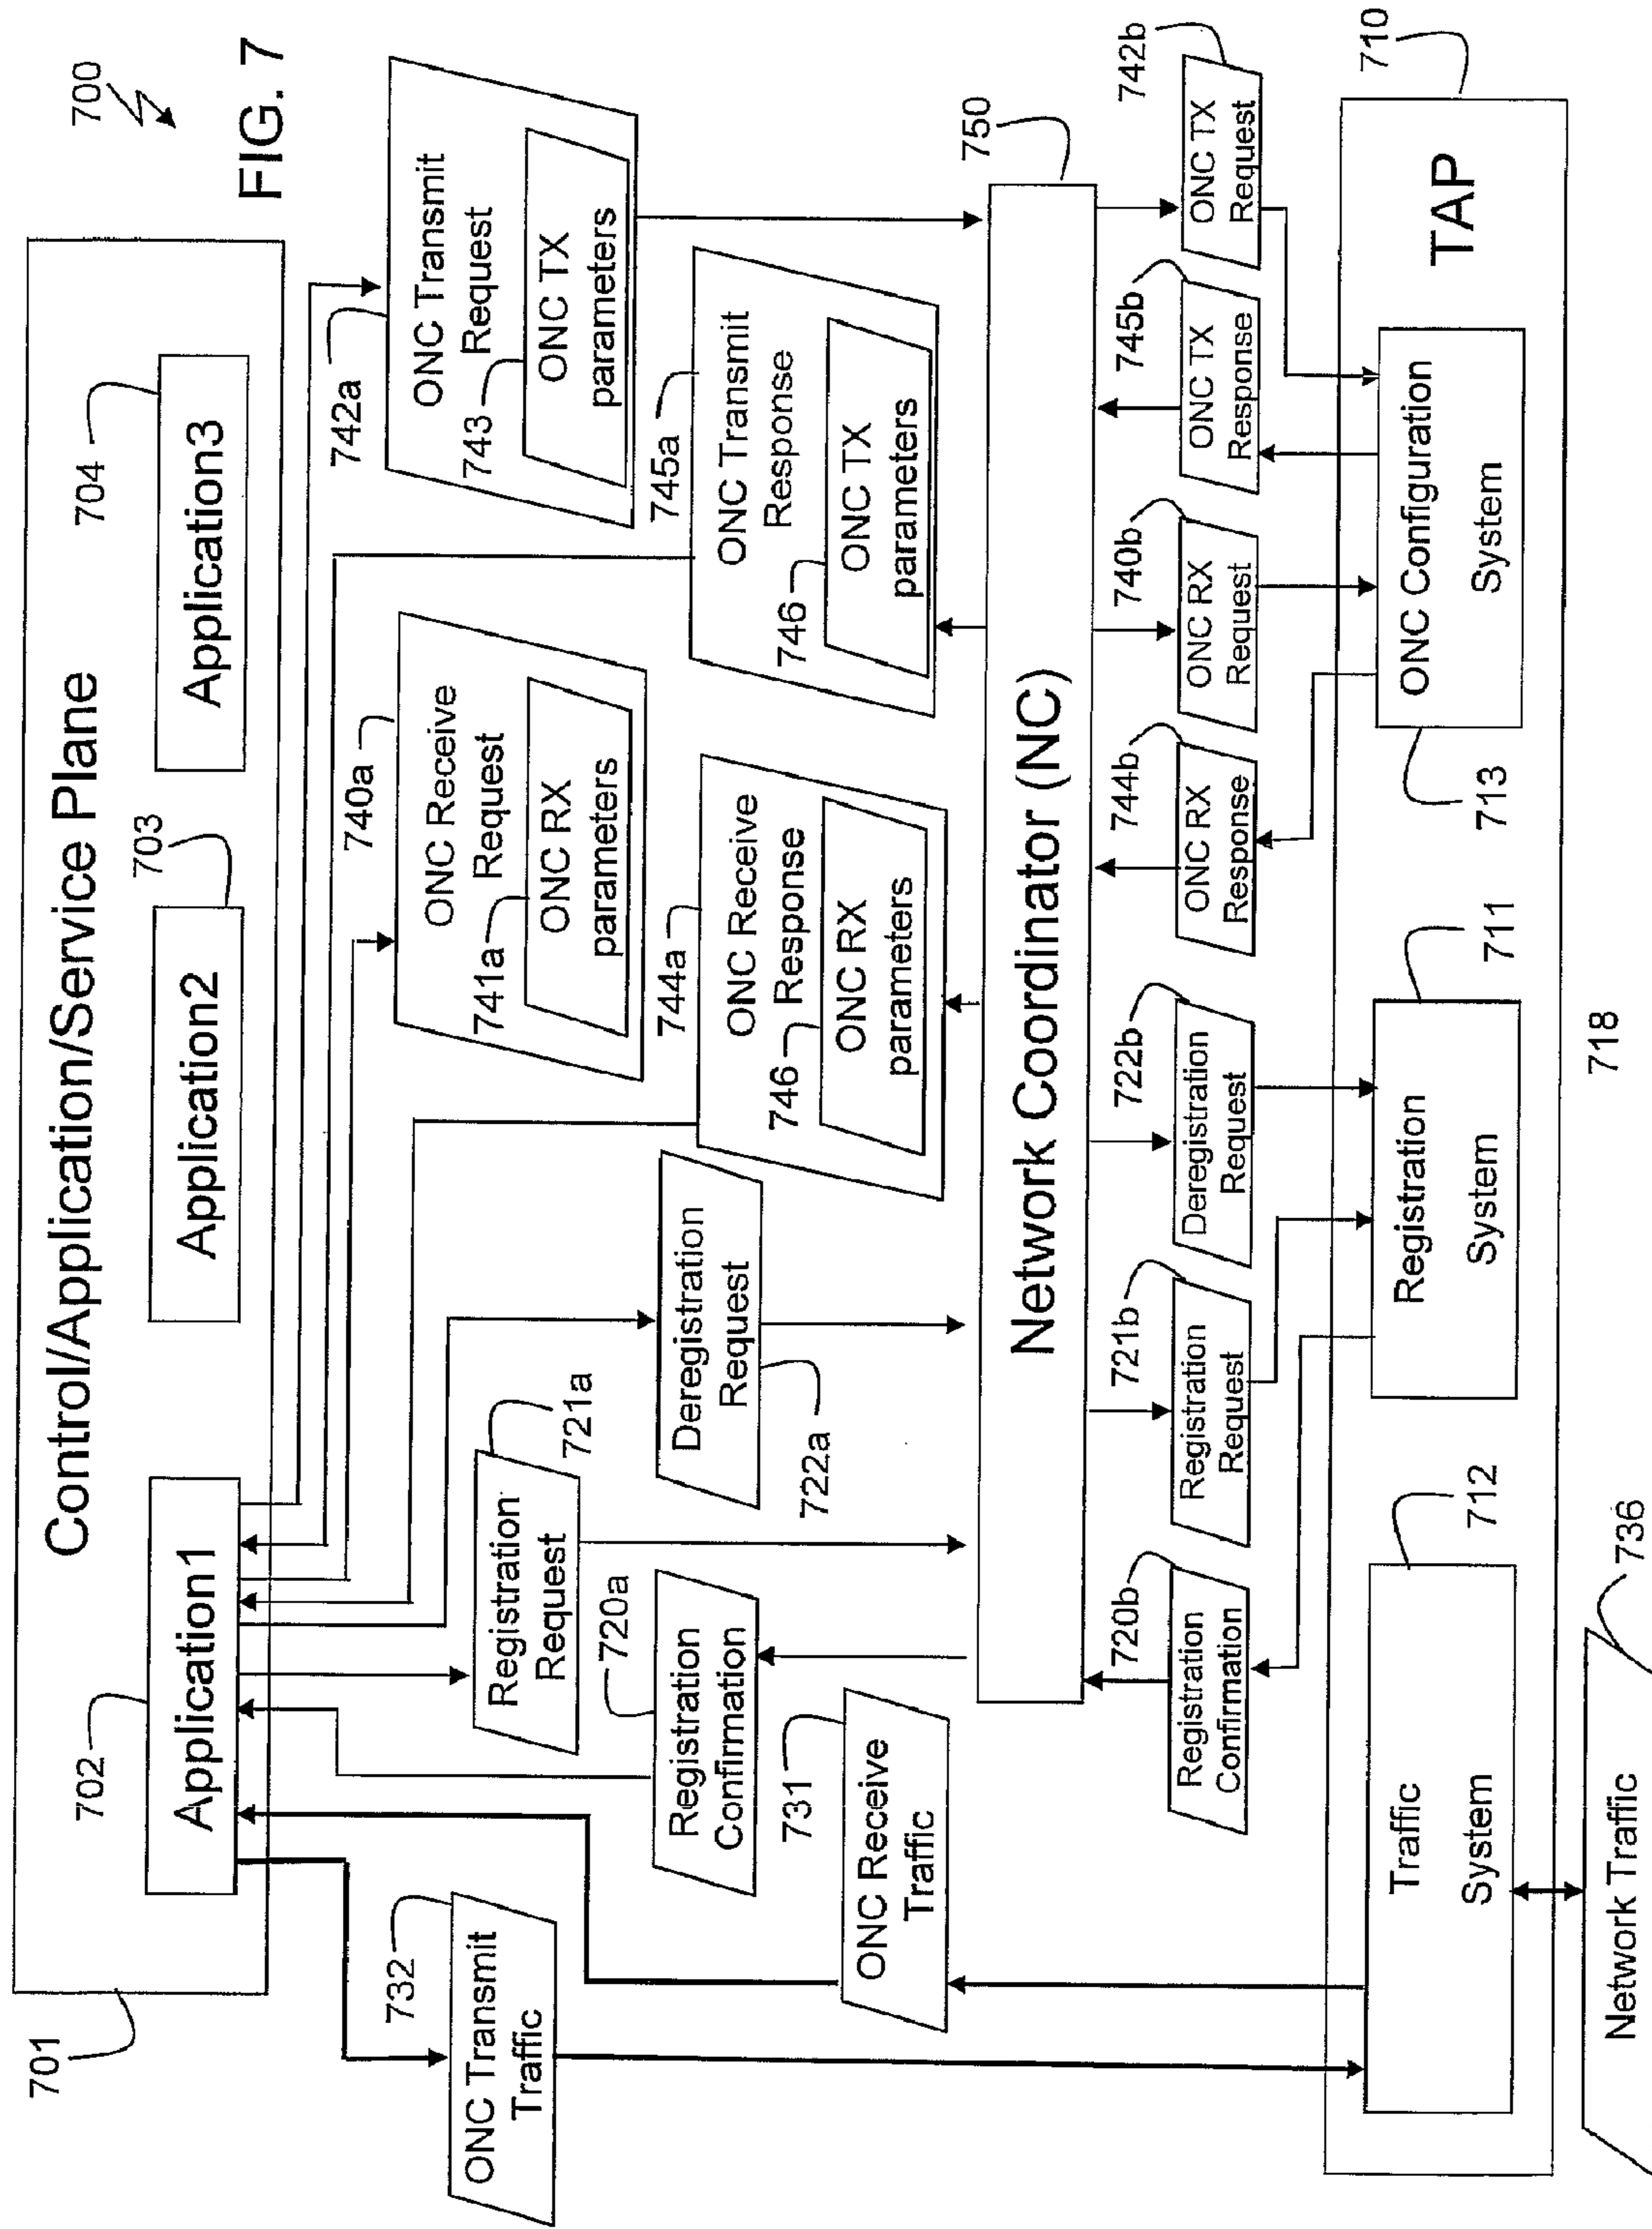 700
FIG. 7
701
Control/Application/Service Plane
702
Application1
703
Application2
704
Application3
732
ONC Transmit
Traffic
721a
Registration
Request
720a
Registration
Confirmation
731
ONC Receive
Traffic
722a
Deregistration
Request
740a
ONC Receive
Request
741a
ONC RX
parameters
744a
ONC Receive
Response
746
ONC RX
parameters
742a
ONC Transmit
Request
743
ONC TX
parameters
745a
ONC Transmit
Response
746
ONC TX
parameters
750
Network Coordinator (NC)
720b
Registration
Confirmation
721b
Registration
Request
722b
Deregistration
Request
744b
ONC RX
Response
740b
ONC RX
Request
745b
ONC TX
Response
742b
ONC TX
Request
710
TAP
712
Traffic
System
711
Registration
System
713
ONC Configuration
System
718
736
Network Traffic